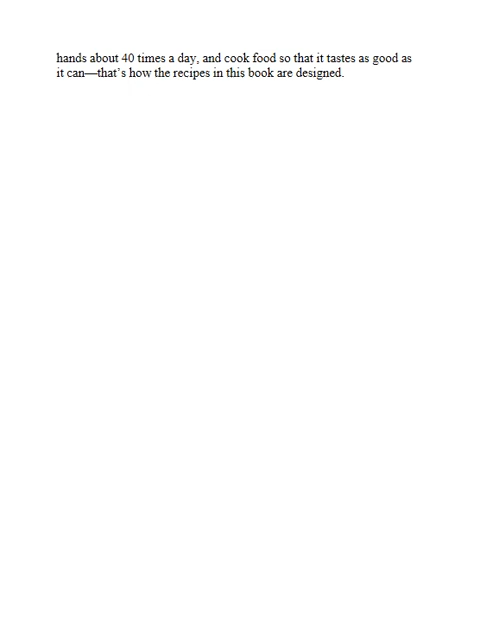 hands about 40 times a day, and cook food so that it tastes as good as
it can—that’s how the recipes in this book are designed.